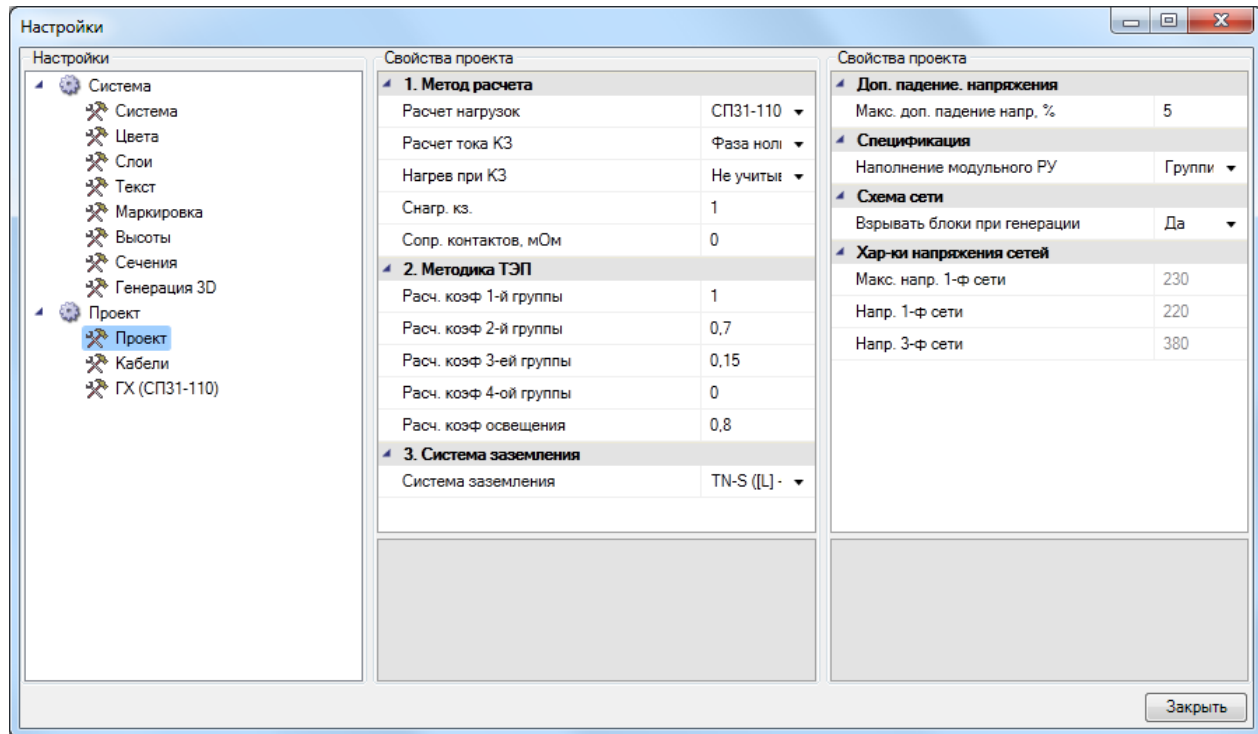 Настройки
Настройки
Система
Система
Цвета
Слои
Текст
Маркировка
Высоты
Сечения
Генерация 3D
Проект
Проект
Кабели
ГХ (СП31-110)
Свойства проекта
1. Метод расчета
Расчет нагрузок СП31-110
Расчет тока КЗ Фаза нол
Нагрев при КЗ Не учитыв
Cнагр. кз. 1
Сопр. контактов, мОм 0
2. Методика ТЭП
Расч. коэф 1-й группы 1
Расч. коэф 2-й группы 0,7
Расч. коэф 3-ей группы 0,15
Расч. коэф 4-ой группы 0
Расч. коэф освещения 0,8
3. Система заземления
Система заземления TN-S ([L] -
Свойства проекта
Доп. падение. напряжения
Макс. доп. падение напр, % 5
Спецификация
Наполнение модульного РУ Группи
Схема сети
Взрывать блоки при генерации Да
Хар-ки напряжения сетей
Макс. напр. 1-ф сети 230
Напр. 1-ф сети 220
Напр. 3-ф сети 380
Закрыть